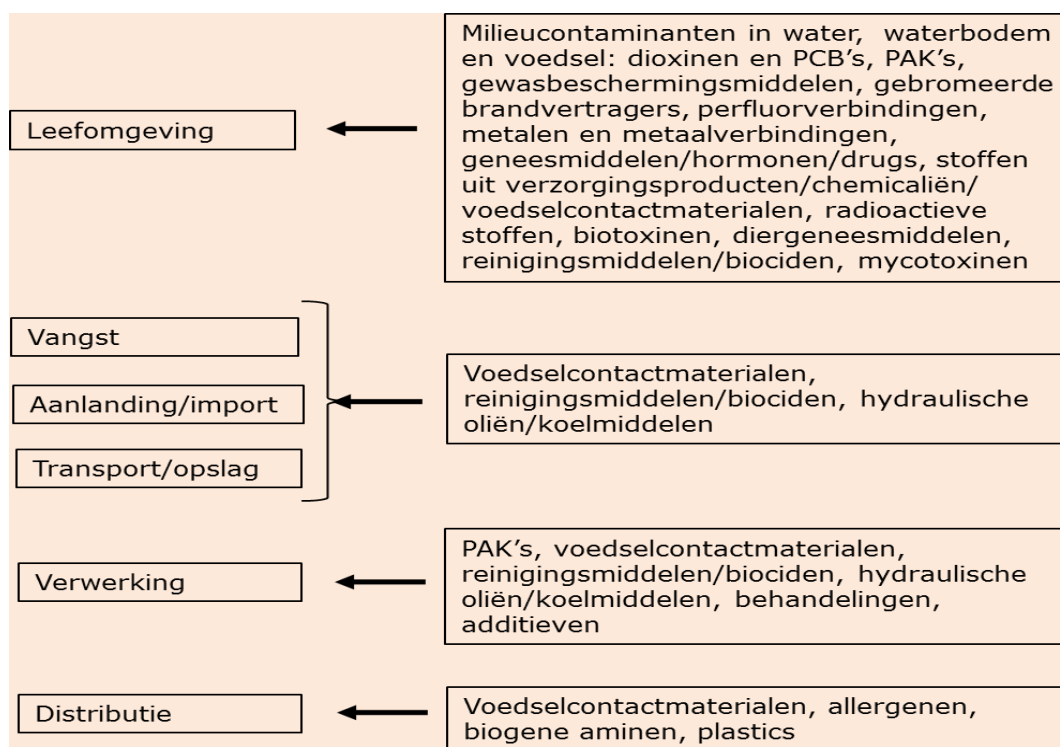 Leefomgeving
Milieucontaminanten in water, waterbodem
en voedsel: dioxinen en PCB’s, PAK’s,
gewasbeschermingsmiddelen, gebromeerde
brandvertragers, perfluorverbindingen,
metalen en metaalverbindingen,
geneesmiddelen/hormonen/drugs, stoffen
uit verzorgingsproducten/chemicaliën/
voedselcontactmaterialen, radioactieve
stoffen, biotoxinen, diergeneesmiddelen,
reinigingsmiddelen/biociden, mycotoxinen
Vangst
Aanlanding/import
Transport/opslag
Voedselcontactmaterialen,
reinigingsmiddelen/biociden, hydraulische
oliën/koelmiddelen
Verwerking
PAK’s, voedselcontactmaterialen,
reinigingsmiddelen/biociden, hydraulische
oliën/koelmiddelen, behandelingen,
additieven
Distributie
Voedselcontactmaterialen, allergenen,
biogene aminen, plastics